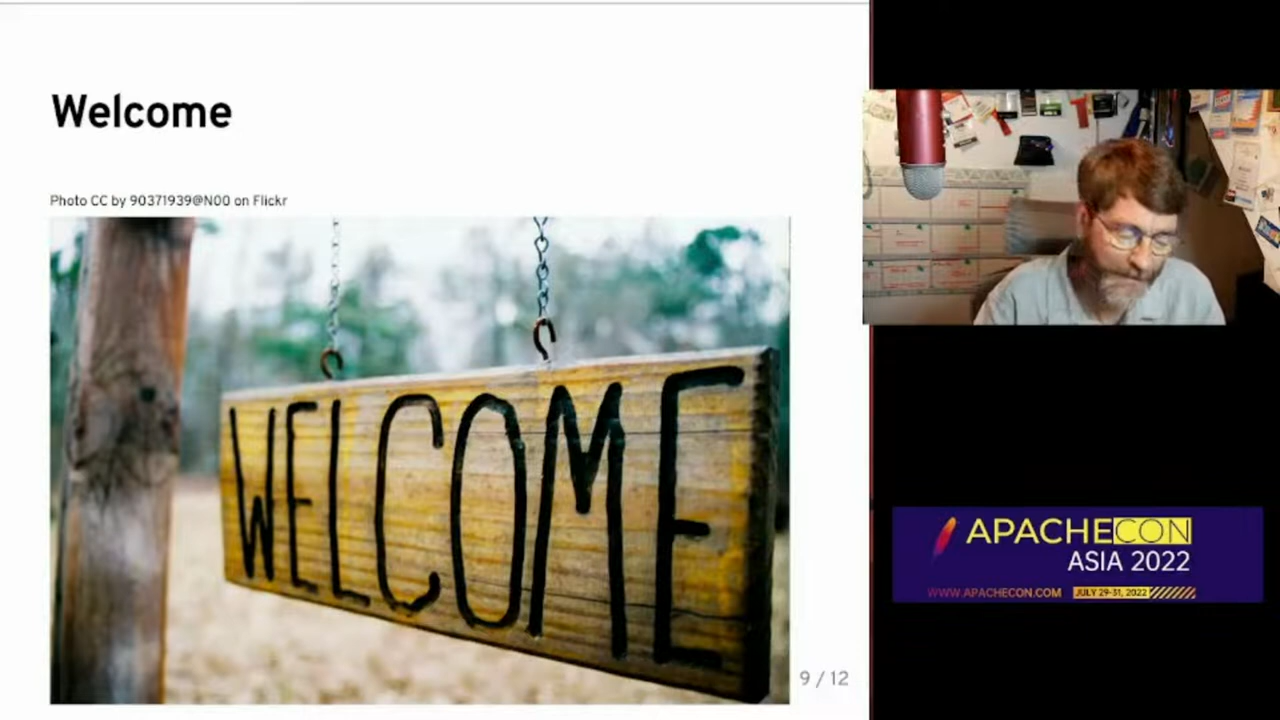 Welcome
Photo CC by 90371939@N00 on Flickr
WELCOME
9 / 12
APACHECON
ASIA 2022
WWW.APACHECON.COM JULY 29-31, 2022